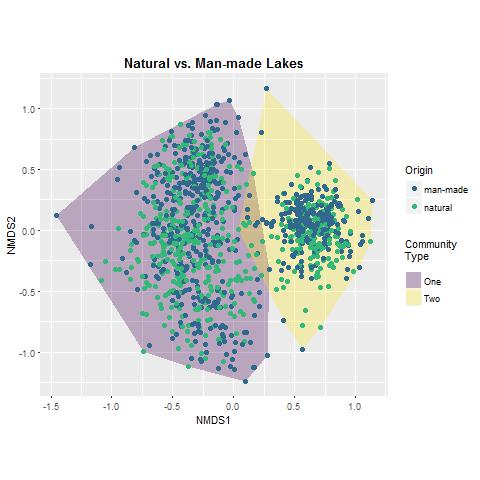 Natural vs. Man-made Lakes
1.0
0.5
0.0
-0.5
-1.0
NMDS2
-1.5
-1.0
-0.5
0.0
0.5
1.0
NMDS1
Origin
man-made
natural
Community
Type
One
Two